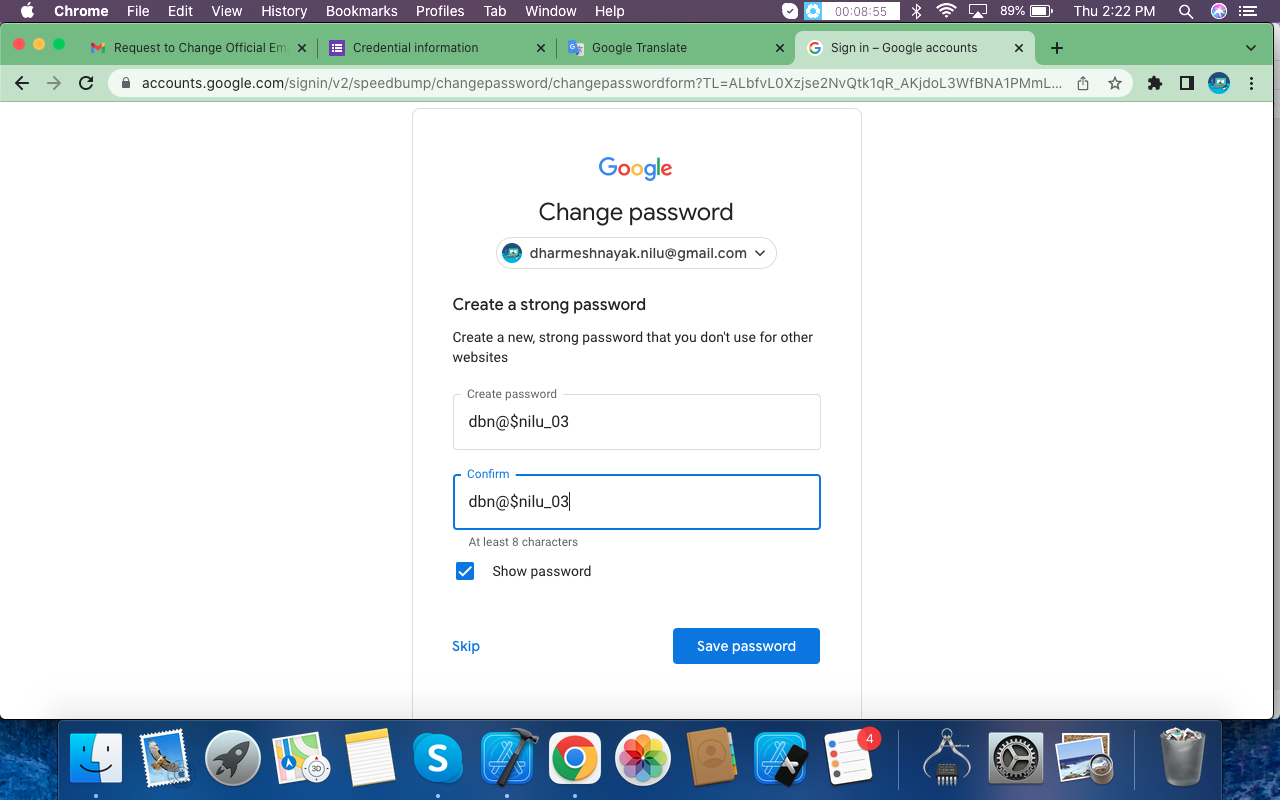 Chrome File Edit View History Bookmarks Profiles Tab Window Help 00:08:55 89% Thu 2:22 PM
Request to Change Official Em Credential information Google Translate Sign in – Google accounts
accounts.google.com/signin/v2/speedbump/changepassword/changepasswordform?TL=ALbfvL0Xzjse2NvQtk1qR_AKjdoL3WfBNA1PMmL...
Google
Change password
dharmeshnayak.nilu@gmail.com
Create a strong password
Create a new, strong password that you don't use for other
websites
Create password
dbn@$nilu_03
Confirm
dbn@$nilu_03
At least 8 characters
Show password
Skip Save password
S 3D 4